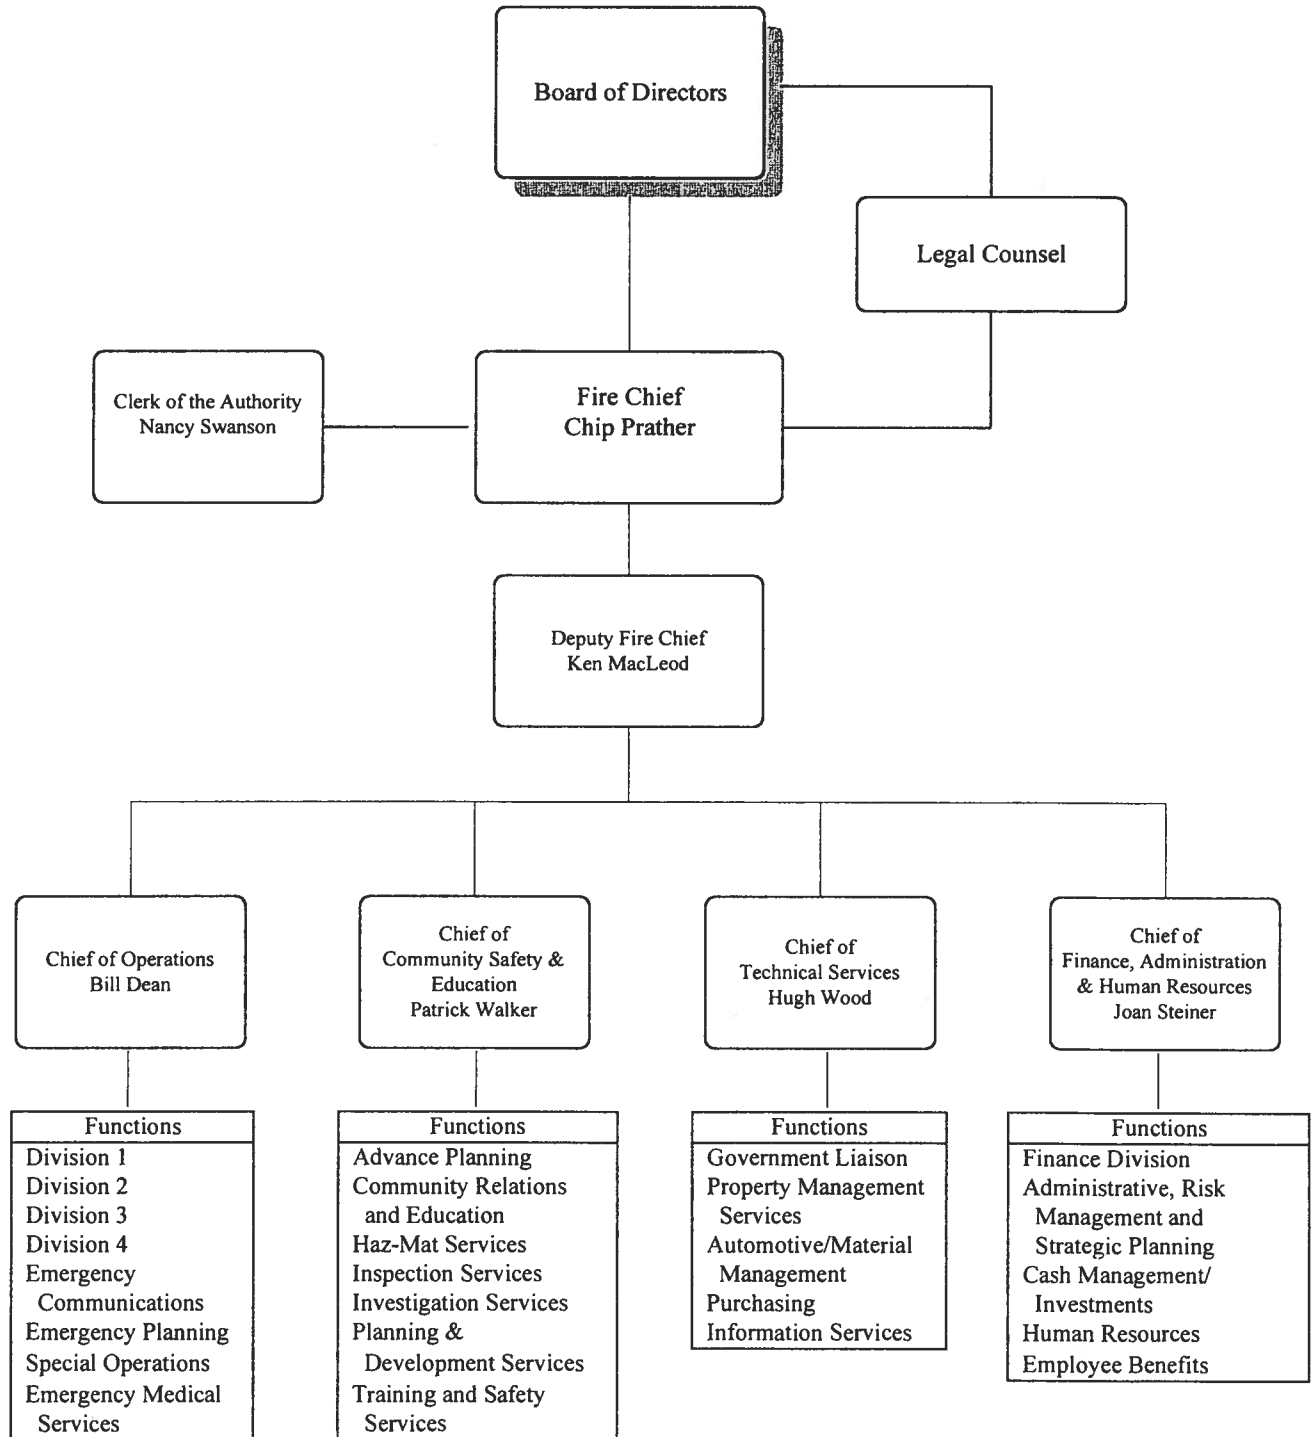 Board of Directors
Legal Counsel
Clerk of the Authority
Nancy Swanson
Fire Chief
Chip Prather
Deputy Fire Chief
Ken MacLeod
Chief of Operations
Bill Dean
Chief of
Community Safety &
Education
Patrick Walker
Chief of
Technical Services
Hugh Wood
Chief of
Finance, Administration
& Human Resources
Joan Steiner
Functions
Division 1
Division 2
Division 3
Division 4
Emergency
Communications
Emergency Planning
Special Operations
Emergency Medical
Services
Functions
Advance Planning
Community Relations
and Education
Haz-Mat Services
Inspection Services
Investigation Services
Planning &
Development Services
Training and Safety
Services
Functions
Government Liaison
Property Management
Services
Automotive/Material
Management
Purchasing
Information Services
Functions
Finance Division
Administrative, Risk
Management and
Strategic Planning
Cash Management/
Investments
Human Resources
Employee Benefits